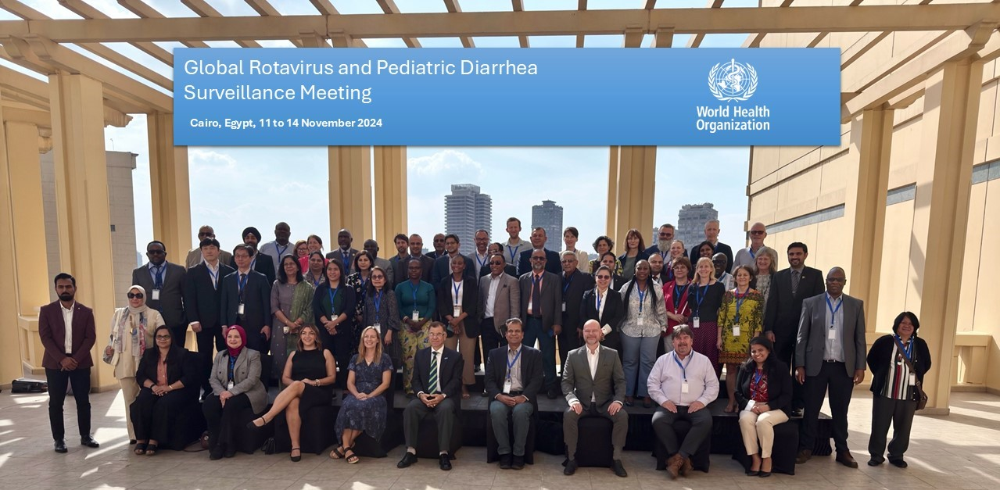 Global Rotavirus and Pediatric Diarrhea
Surveillance Meeting
Cairo, Egypt, 11 to 14 November 2024
World Health
Organization